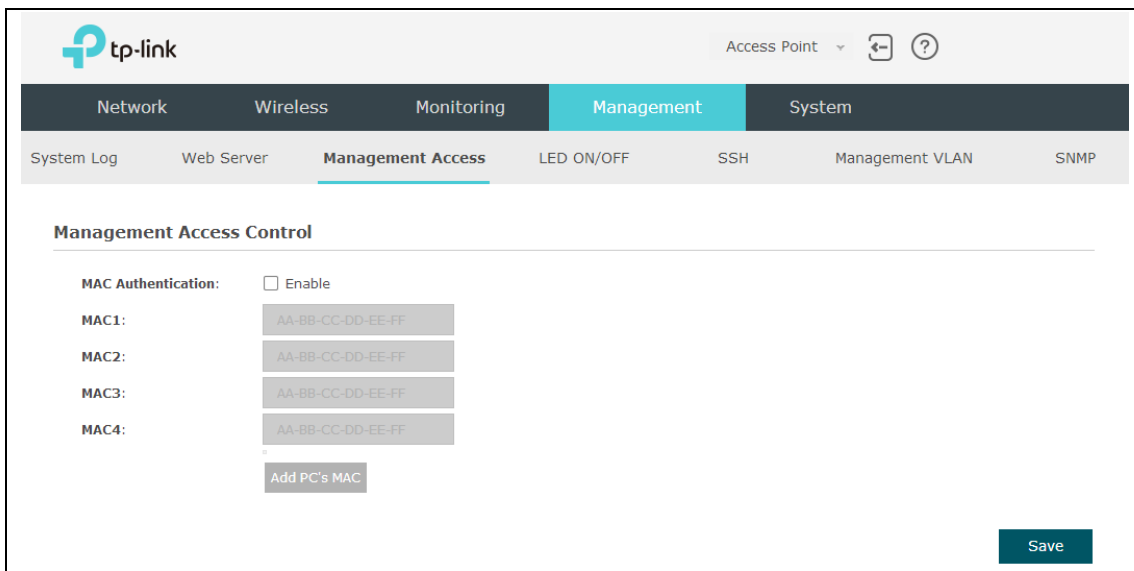 tp-link
Access Point
Network Wireless Monitoring Management System
System Log Web Server Management Access LED ON/OFF SSH Management VLAN SNMP
Management Access Control
MAC Authentication: Enable
MAC1: AA-BB-CC-DD-EE-FF
MAC2: AA-BB-CC-DD-EE-FF
MAC3: AA-BB-CC-DD-EE-FF
MAC4: AA-BB-CC-DD-EE-FF
Add PC's MAC
Save